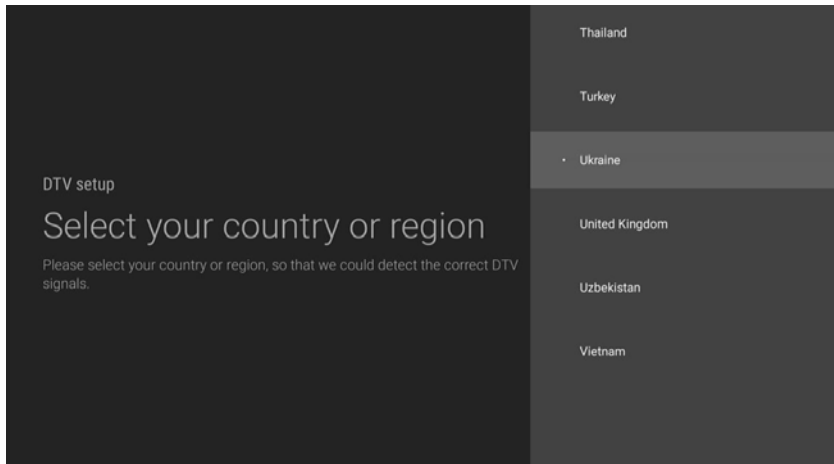 DTV setup
Select your country or region
Please select your country or region, so that we could detect the correct DTV
signals.
Thailand
Turkey
Ukraine
United Kingdom
Uzbekistan
Vietnam